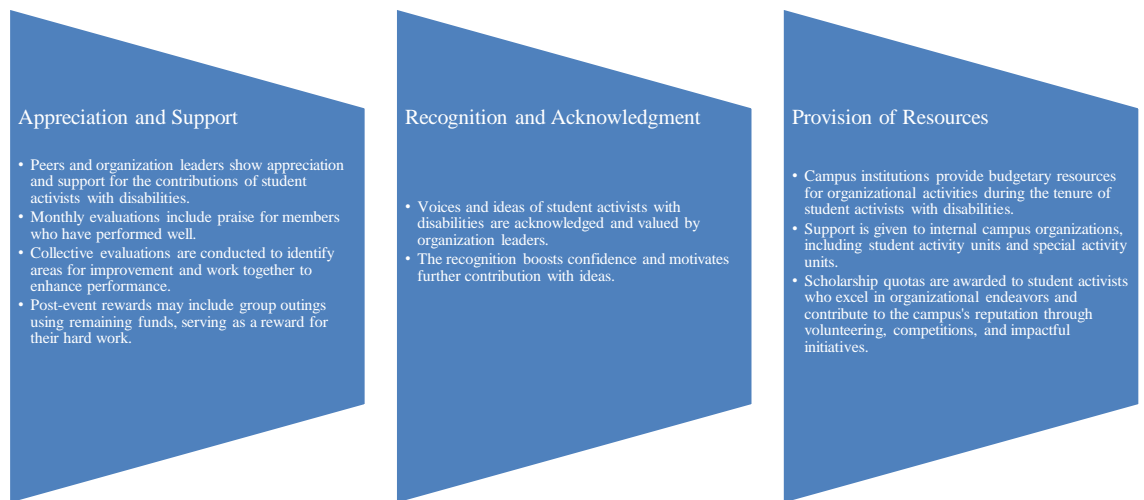 Appreciation and Support
• Peers and organization leaders show appreciation
and support for the contributions of student
activists with disabilities.
• Monthly evaluations include praise for members
who have performed well.
• Collective evaluations are conducted to identify
areas for improvement and work together to
enhance performance.
• Post-event rewards may include group outings
using remaining funds, serving as a reward for
their hard work.
Recognition and Acknowledgment
• Voices and ideas of student activists with
disabilities are acknowledged and valued by
organization leaders.
• The recognition boosts confidence and motivates
further contribution with ideas.
Provision of Resources
• Campus institutions provide budgetary resources
for organizational activities during the tenure of
student activists with disabilities.
• Support is given to internal campus organizations,
including student activity units and special activity
units.
• Scholarship quotas are awarded to student activists
who excel in organizational endeavors and
contribute to the campus's reputation through
volunteering, competitions, and impactful
initiatives.